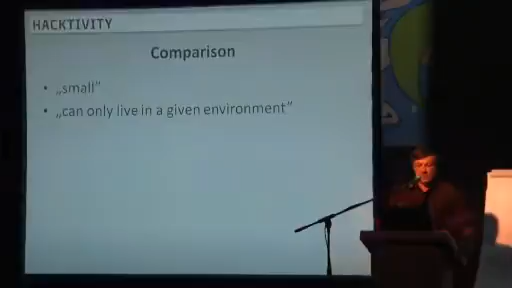 HACKTIVITY
Comparison
• „small”
• „can only live in a given environment”